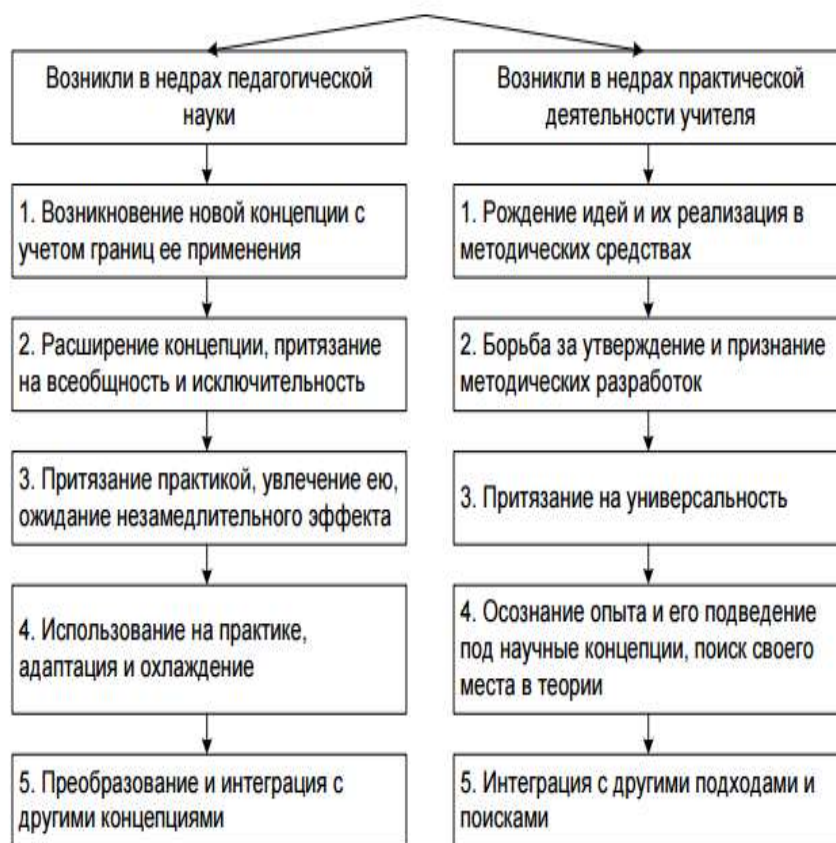 Возникли в недрах педагогической
науки
1. Возникновение новой концепции с
учетом границ ее применения
2. Расширение концепции, притязание
на всеобщность и исключительность
3. Притязание практикой, увлечение ею,
ожидание незамедлительного эффекта
4. Использование на практике,
адаптация и охлаждение
5. Преобразование и интеграция с
другими концепциями
Возникли в недрах практической
деятельности учителя
1. Рождение идей и их реализация в
методических средствах
2. Борьба за утверждение и признание
методических разработок
3. Притязание на универсальность
4. Осознание опыта и его подведение
под научные концепции, поиск своего
места в теории
5. Интеграция с другими подходами и
поисками